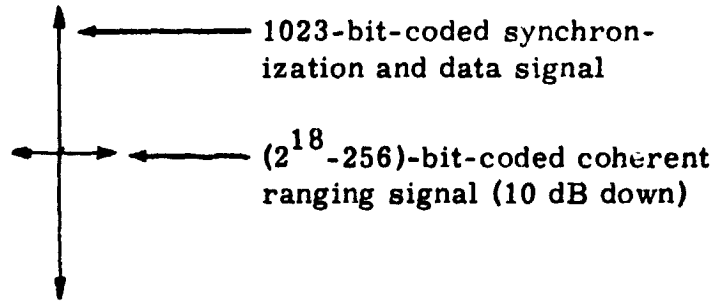 1023-bit-coded synchron-
ization and data signal
(2^18-256)-bit-coded coherent
ranging signal (10 dB down)